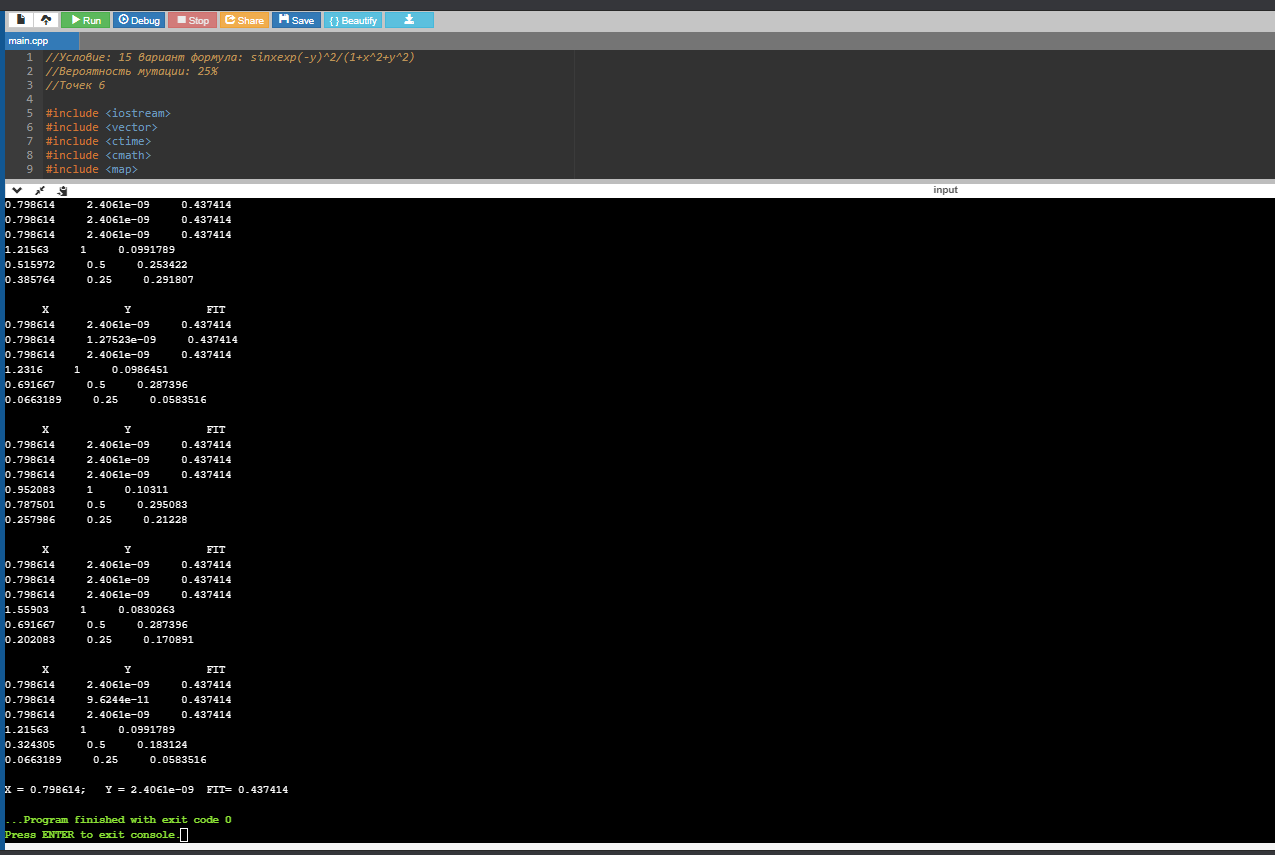 Run Debug Stop Share Save { } Beautify
main.cpp
1 //Условие: 15 вариант формула: sinxexp(-y)^2/(1+x^2+y^2)
2 //Вероятность мутации: 25%
3 //Точек 6
4
5 #include <iostream>
6 #include <vector>
7 #include <ctime>
8 #include <cmath>
9 #include <map>
input
0.798614 2.4061e-09 0.437414
0.798614 2.4061e-09 0.437414
0.798614 2.4061e-09 0.437414
1.21563 1 0.0991789
0.515972 0.5 0.253422
0.385764 0.25 0.291807
X Y FIT
0.798614 2.4061e-09 0.437414
0.798614 1.27523e-09 0.437414
0.798614 2.4061e-09 0.437414
1.2316 1 0.0986451
0.691667 0.5 0.287396
0.0663189 0.25 0.0583516
X Y FIT
0.798614 2.4061e-09 0.437414
0.798614 2.4061e-09 0.437414
0.798614 2.4061e-09 0.437414
0.952083 1 0.10311
0.787501 0.5 0.295083
0.257986 0.25 0.21228
X Y FIT
0.798614 2.4061e-09 0.437414
0.798614 2.4061e-09 0.437414
0.798614 2.4061e-09 0.437414
1.55903 1 0.0830263
0.691667 0.5 0.287396
0.202083 0.25 0.170891
X Y FIT
0.798614 2.4061e-09 0.437414
0.798614 9.6244e-11 0.437414
0.798614 2.4061e-09 0.437414
1.21563 1 0.0991789
0.324305 0.5 0.183124
0.0663189 0.25 0.0583516
X = 0.798614; Y = 2.4061e-09 FIT= 0.437414
...Program finished with exit code 0
Press ENTER to exit console.